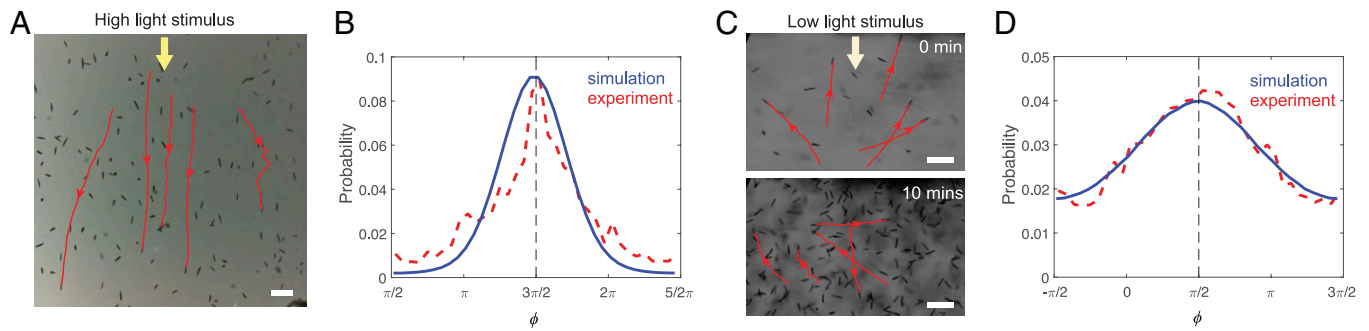 A
High light stimulus
B
0.1
0.08
0.06
0.04
0.02
0
Probability
simulation
experiment
π/2
π
3π/2
2π
5/2π
ϕ
C
Low light stimulus
0 min
10 mins
D
0.05
0.04
0.03
0.02
0.01
0
Probability
simulation
experiment
-π/2
0
π/2
π
3π/2
ϕ